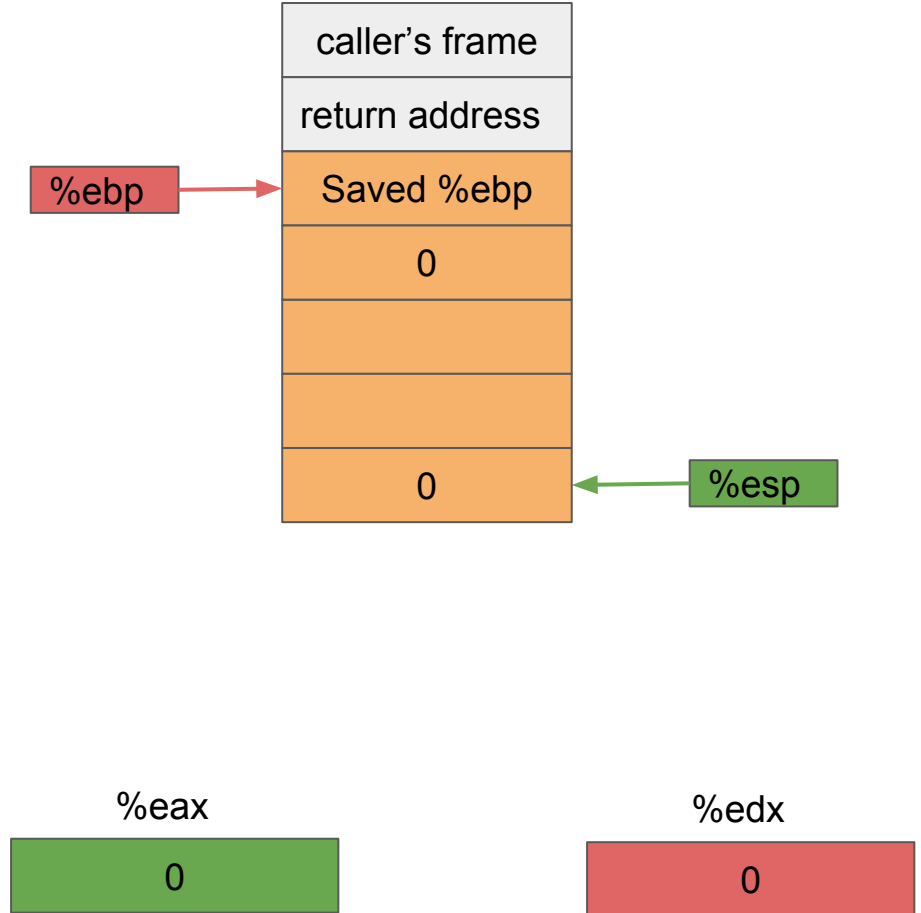 caller’s frame
return address
%ebp
Saved %ebp
0
0
%esp
%eax
%edx
0
0